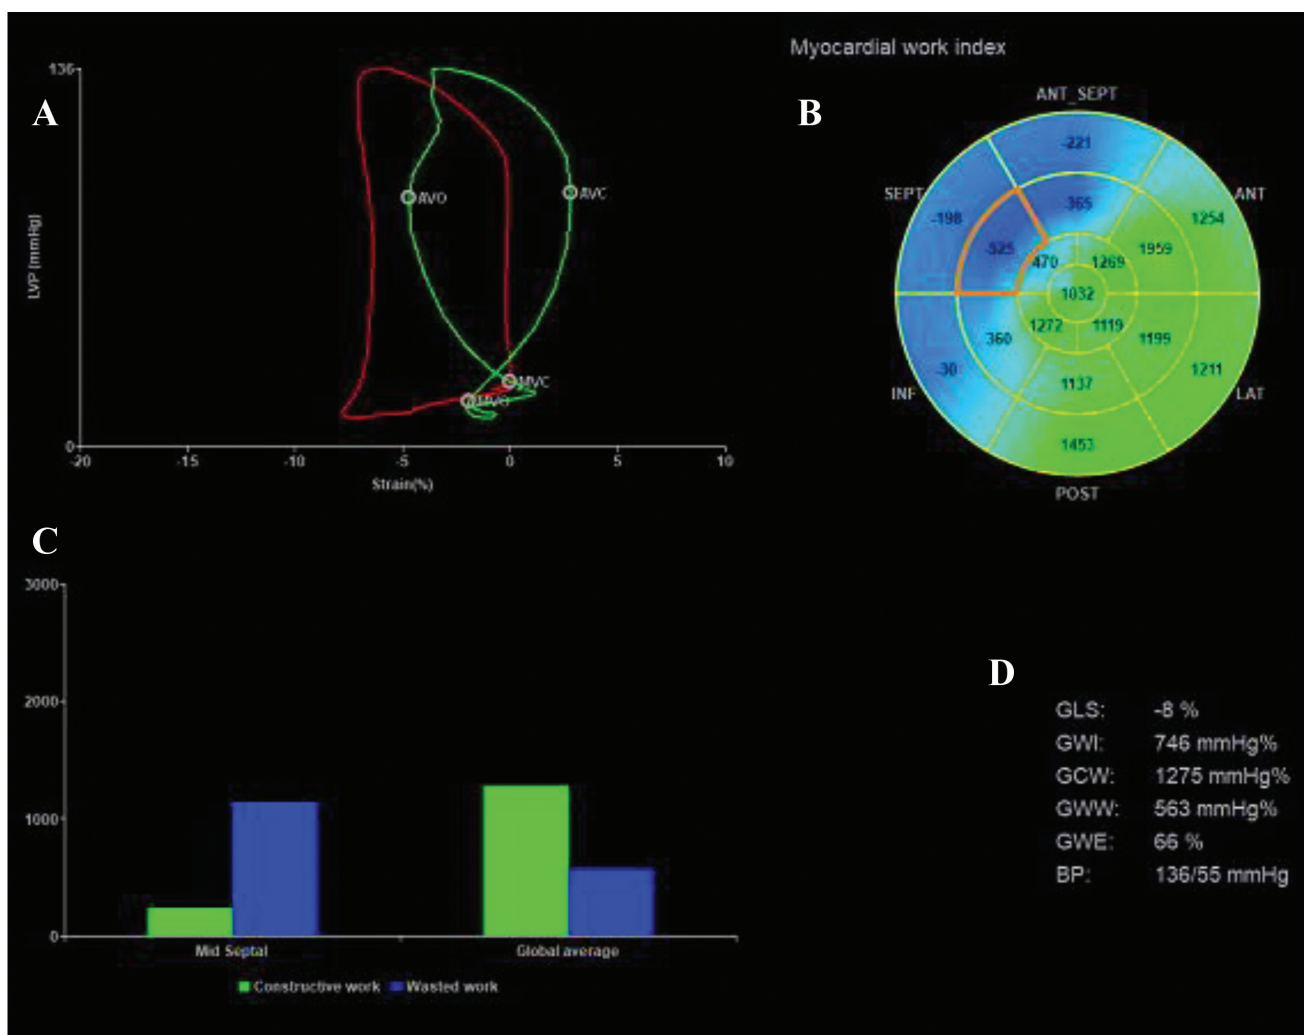 A
136
LVP (mmHg)
AVO
AVC
MVC
MVO
0
-20
-15
-10
-5
0
5
10
Strain(%)
Myocardial work index
B
ANT_SEPT
SEPT
ANT
INF
LAT
POST
-221
-198
1254
-365
-525
1959
470
1269
1032
360
1272
1119
1199
-30
1211
1137
1453
C
3000
2000
1000
0
Mid Septal
Global average
Constructive work
Wasted work
D
GLS: -8 %
GWI: 746 mmHg%
GCW: 1275 mmHg%
GWW: 563 mmHg%
GWE: 66 %
BP: 136/55 mmHg